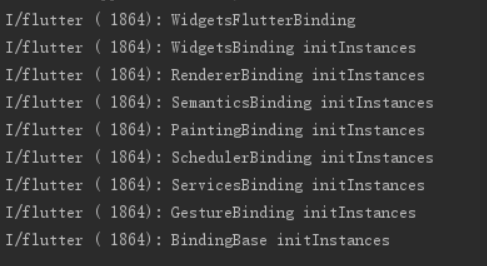 I/flutter ( 1864): WidgetsFlutterBinding
I/flutter ( 1864): WidgetsBinding initInstances
I/flutter ( 1864): RendererBinding initInstances
I/flutter ( 1864): SemanticsBinding initInstances
I/flutter ( 1864): PaintingBinding initInstances
I/flutter ( 1864): SchedulerBinding initInstances
I/flutter ( 1864): ServicesBinding initInstances
I/flutter ( 1864): GestureBinding initInstances
I/flutter ( 1864): BindingBase initInstances